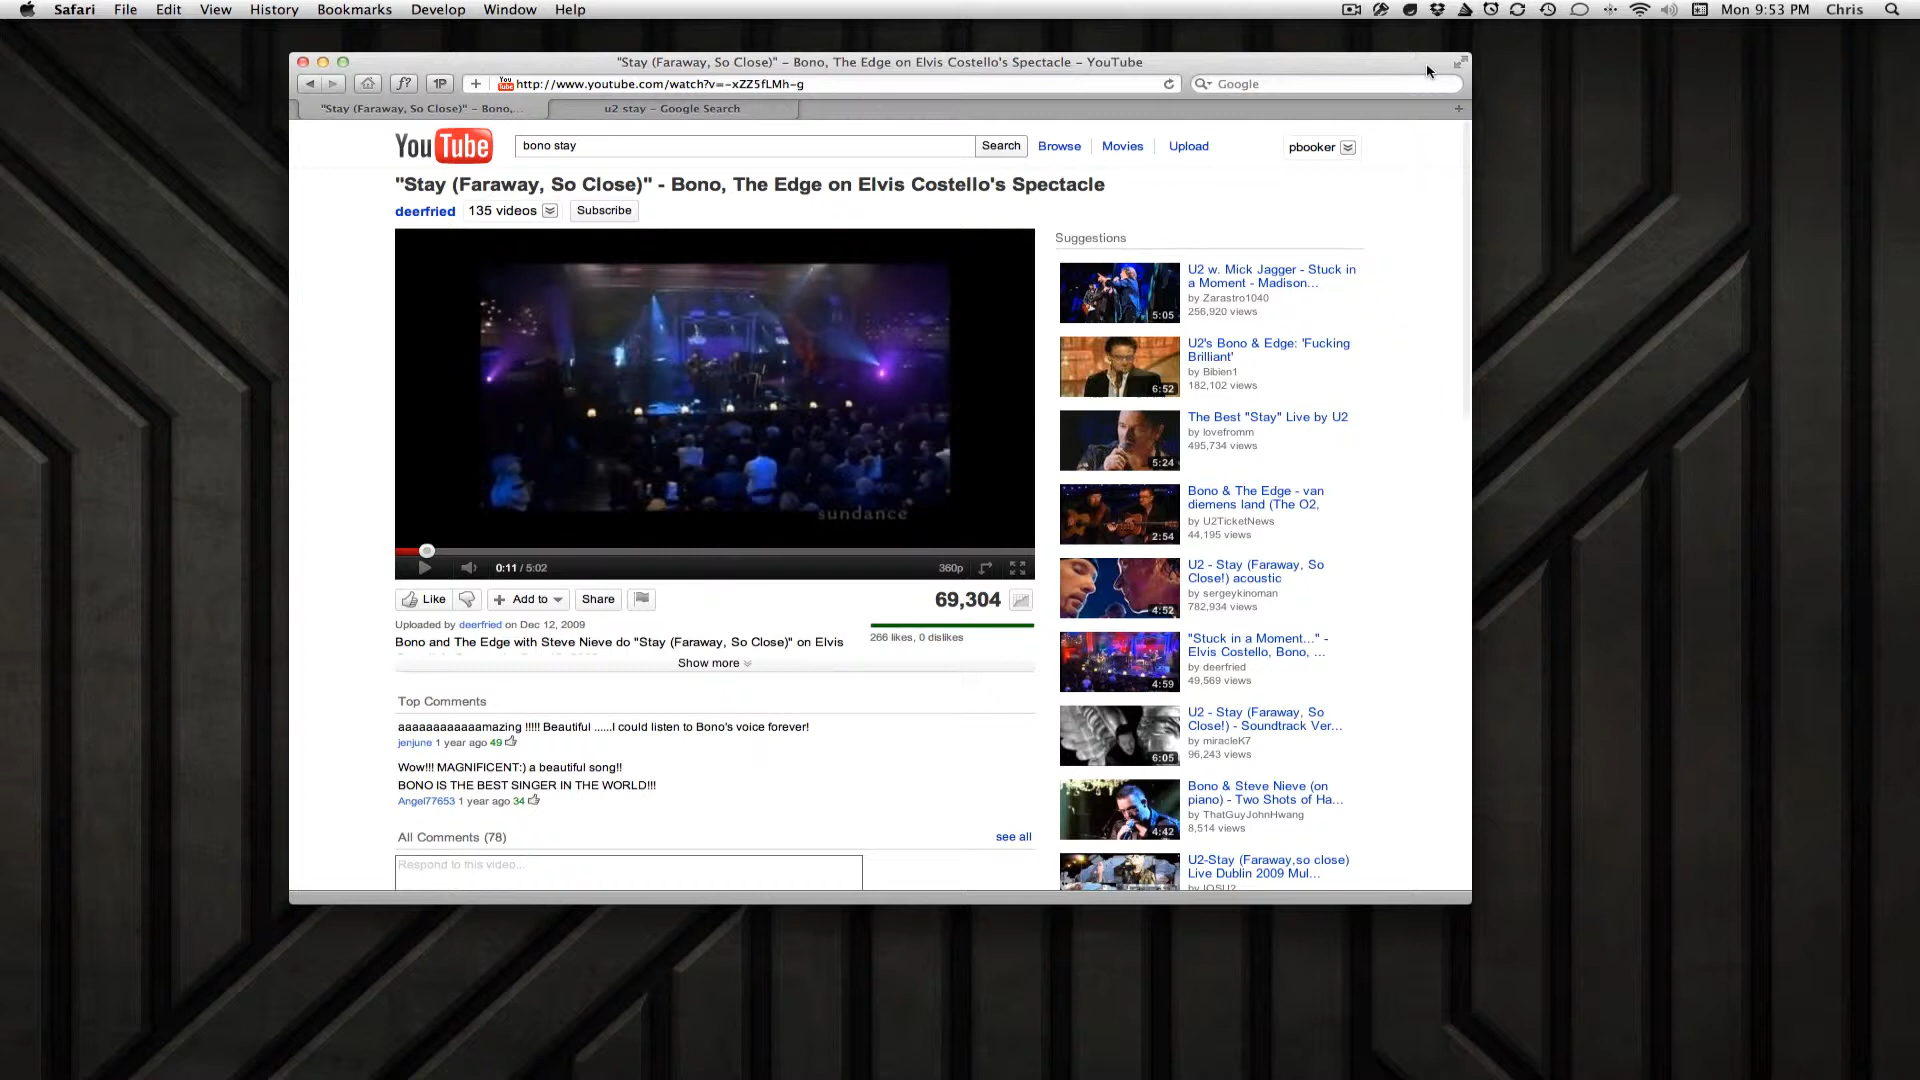 Safari File Edit View History Bookmarks Develop Window Help Mon 9:53 PM Chris
"Stay (Faraway, So Close)" – Bono, The Edge on Elvis Costello's Spectacle – YouTube
f? 1P + You Tube http://www.youtube.com/watch?v=-xZZ5fLMh-g Google
"Stay (Faraway, So Close)" – Bono,... u2 stay – Google Search +
YouTube bono stay Search Browse Movies Upload pbooker
"Stay (Faraway, So Close)" - Bono, The Edge on Elvis Costello's Spectacle
deerfried 135 videos Subscribe
sundance
0:11 / 5:02 360p
Like Add to Share 69,304
Uploaded by deerfried on Dec 12, 2009
266 likes, 0 dislikes
Bono and The Edge with Steve Nieve do "Stay (Faraway, So Close)" on Elvis
Show more
Top Comments
aaaaaaaaaaaamazing !!!!! Beautiful ......I could listen to Bono's voice forever!
jenjune 1 year ago 49
Wow!!! MAGNIFICENT:) a beautiful song!!
BONO IS THE BEST SINGER IN THE WORLD!!!
Angel77653 1 year ago 34
All Comments (78) see all
Respond to this video...
Suggestions
5:05
U2 w. Mick Jagger - Stuck in
a Moment - Madison...
by Zarastro1040
256,920 views
6:52
U2's Bono & Edge: 'Fucking
Brilliant'
by Bibien1
182,102 views
5:24
The Best "Stay" Live by U2
by lovefromm
495,734 views
2:54
Bono & The Edge - van
diemens land (The O2,
by U2TicketNews
44,195 views
4:52
U2 - Stay (Faraway, So
Close!) acoustic
by sergeykinoman
782,934 views
4:59
"Stuck in a Moment..." -
Elvis Costello, Bono, ...
by deerfried
49,569 views
6:05
U2 - Stay (Faraway, So
Close!) - Soundtrack Ver...
by miracleK7
96,243 views
4:42
Bono & Steve Nieve (on
piano) - Two Shots of Ha...
by ThatGuyJohnHwang
8,514 views
U2-Stay (Faraway,so close)
Live Dublin 2009 Mul...